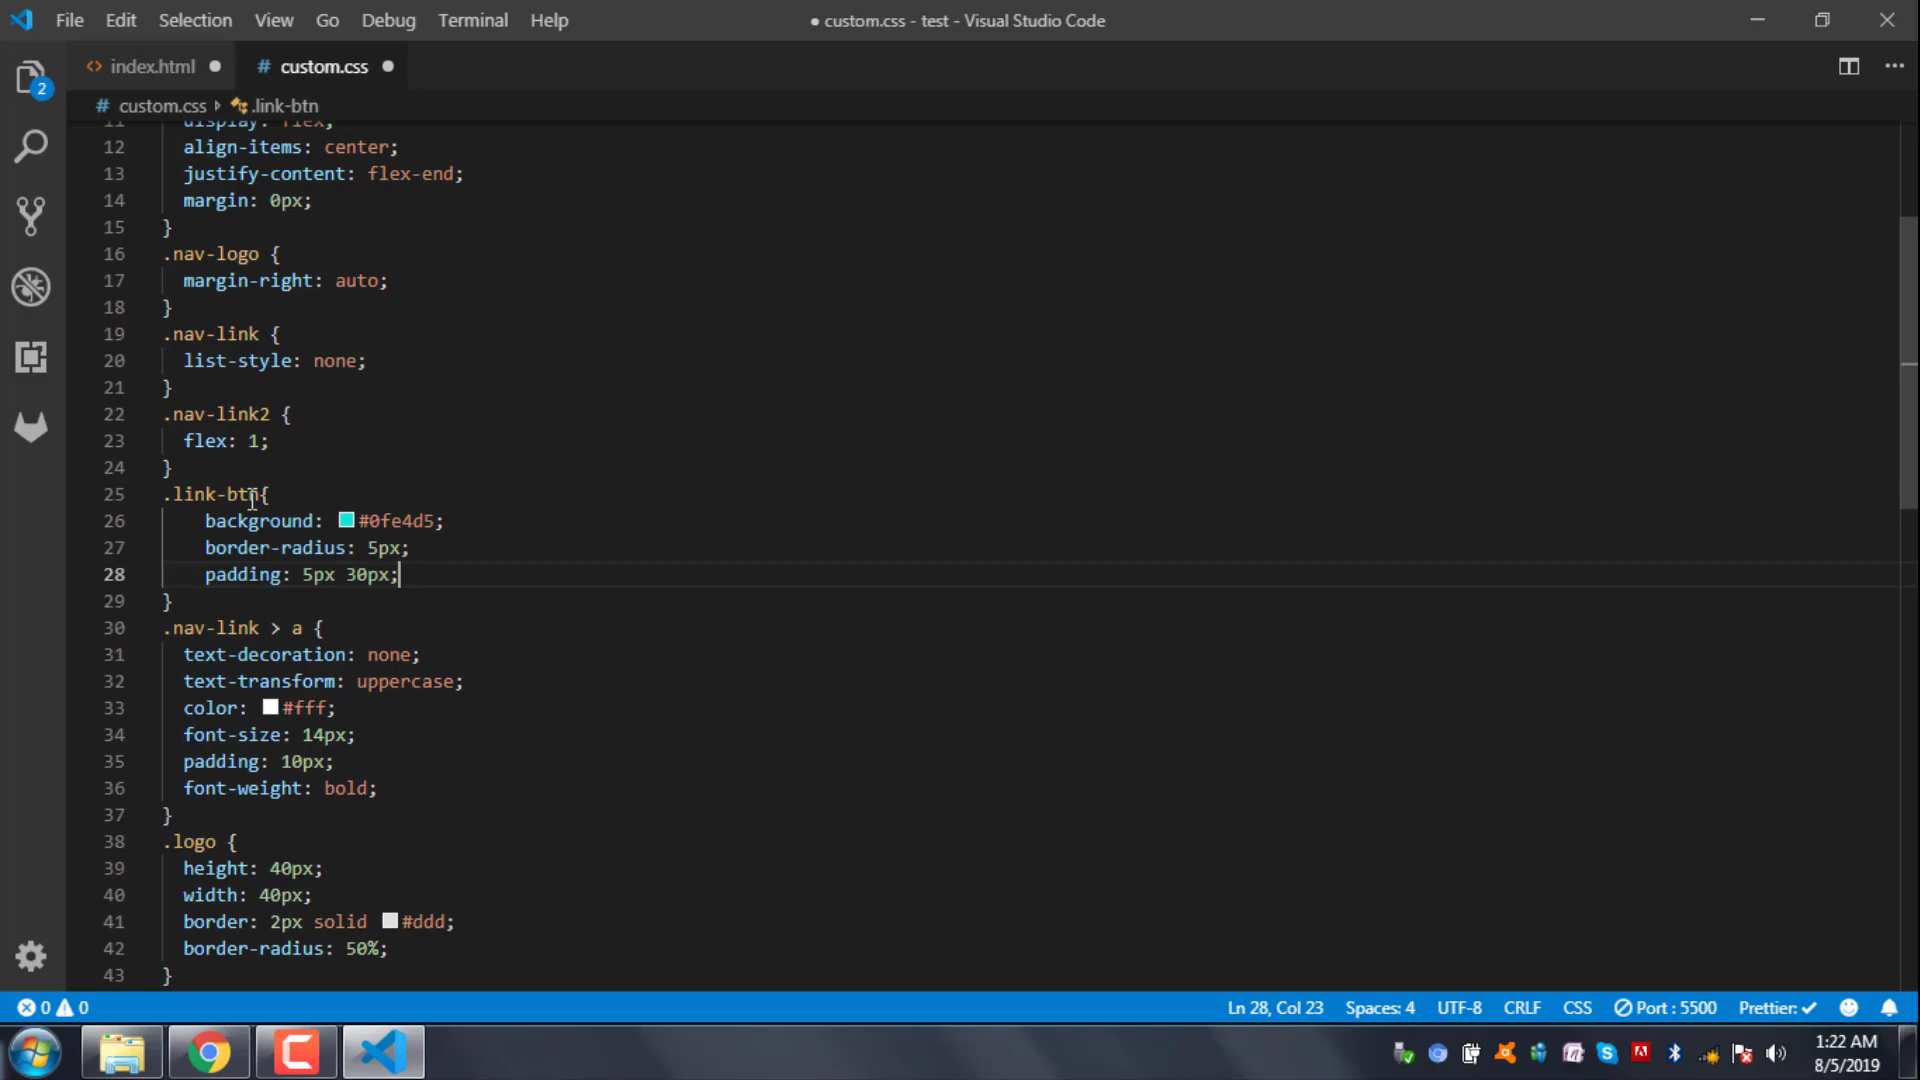 File Edit Selection View Go Debug Terminal Help
● custom.css - test - Visual Studio Code
index.html ●
# custom.css ●
# custom.css .link-btn
2
11 display: flex;
12 align-items: center;
13 justify-content: flex-end;
14 margin: 0px;
15 }
16 .nav-logo {
17 margin-right: auto;
18 }
19 .nav-link {
20 list-style: none;
21 }
22 .nav-link2 {
23 flex: 1;
24 }
25 .link-btn{
26 background: #0fe4d5;
27 border-radius: 5px;
28 padding: 5px 30px;
29 }
30 .nav-link > a {
31 text-decoration: none;
32 text-transform: uppercase;
33 color: #fff;
34 font-size: 14px;
35 padding: 10px;
36 font-weight: bold;
37 }
38 .logo {
39 height: 40px;
40 width: 40px;
41 border: 2px solid #ddd;
42 border-radius: 50%;
43 }
0 0
Ln 28, Col 23 Spaces: 4 UTF-8 CRLF CSS Port : 5500 Prettier: ✓
1:22 AM
8/5/2019